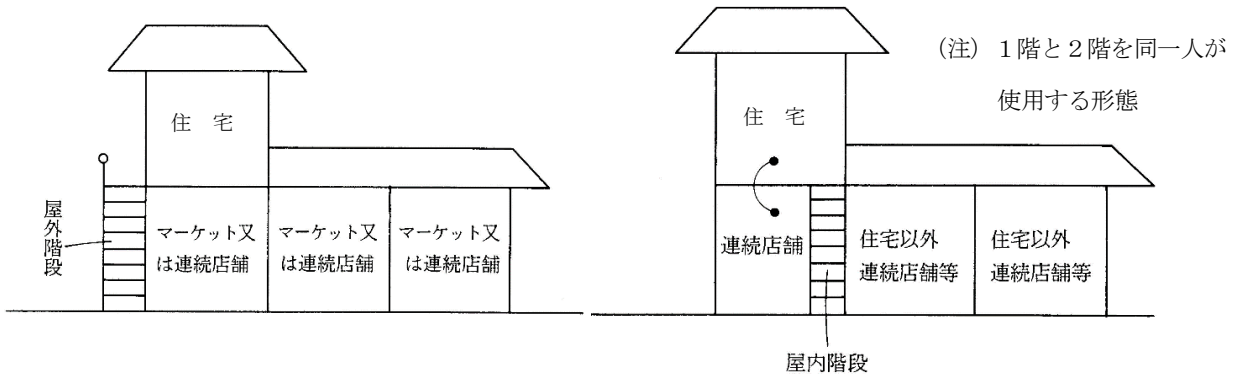 住　宅
屋外階段
マーケット又
は連続店舗
マーケット又
は連続店舗
マーケット又
は連続店舗
（注）１階と２階を同一人が
使用する形態
住　宅
連続店舗
住宅以外
連続店舗等
住宅以外
連続店舗等
屋内階段